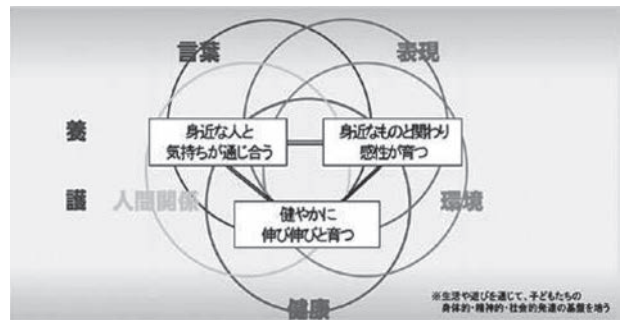 言葉
表現
養
身近な人と
気持ちが通じ合う
身近なものと関わり
感性が育つ
護
人間関係
環境
健やかに
伸び伸びと育つ
健康
※生活や遊びを通じて、子どもたちの
身体的・精神的・社会的発達の基盤を培う